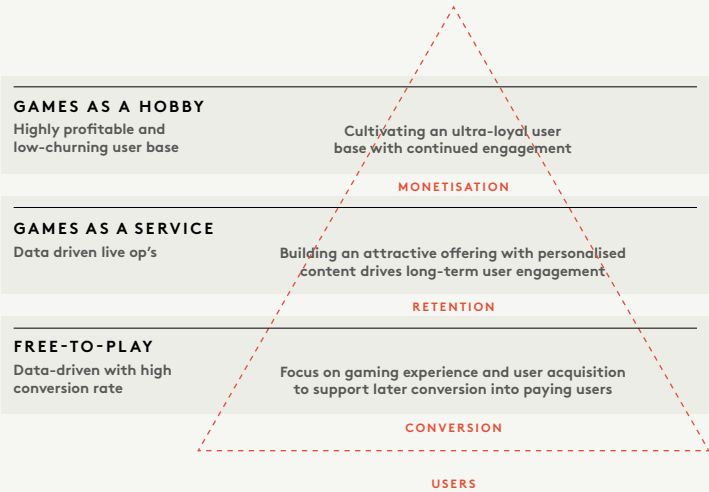 GAMES AS A HOBBY
Highly profitable and
low-churning user base
Cultivating an ultra-loyal user
base with continued engagement
MONETISATION
GAMES AS A SERVICE
Data driven live op's
Building an attractive offering with personalised
content drives long-term user engagement
RETENTION
FREE-TO-PLAY
Data-driven with high
conversion rate
Focus on gaming experience and user acquisition
to support later conversion into paying users
CONVERSION
USERS